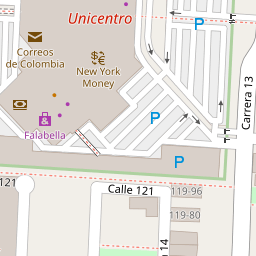 Unicentro
P
Correos
de Colombia
New York
Money
Carrera 13
P
Falabella
P
121
Calle 121
119-96
119-80
14